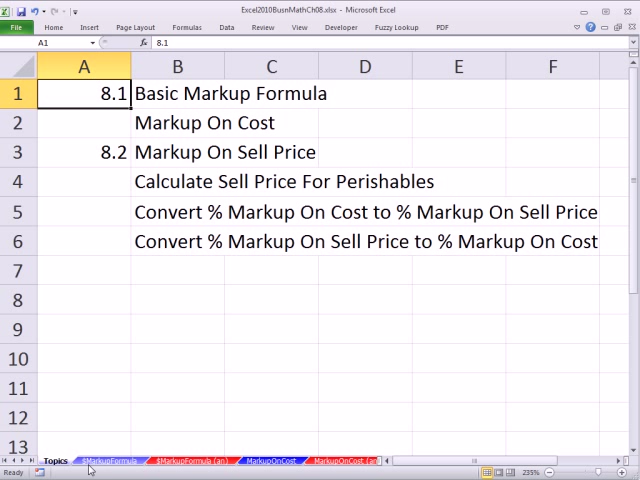 Excel2010BusnMathCh08.xlsx - Microsoft Excel
File Home Insert Page Layout Formulas Data Review View Developer Fuzzy Lookup PDF
A1 fx 8.1
A B C D E F
1 8.1 Basic Markup Formula
2 Markup On Cost
3 8.2 Markup On Sell Price
4 Calculate Sell Price For Perishables
5 Convert % Markup On Cost to % Markup On Sell Price
6 Convert % Markup On Sell Price to % Markup On Cost
7
8
9
10
11
12
13
Topics $MarkupFormula $MarkupFormula (an) MarkupOnCost MarkupOnCost (an
Ready 235%